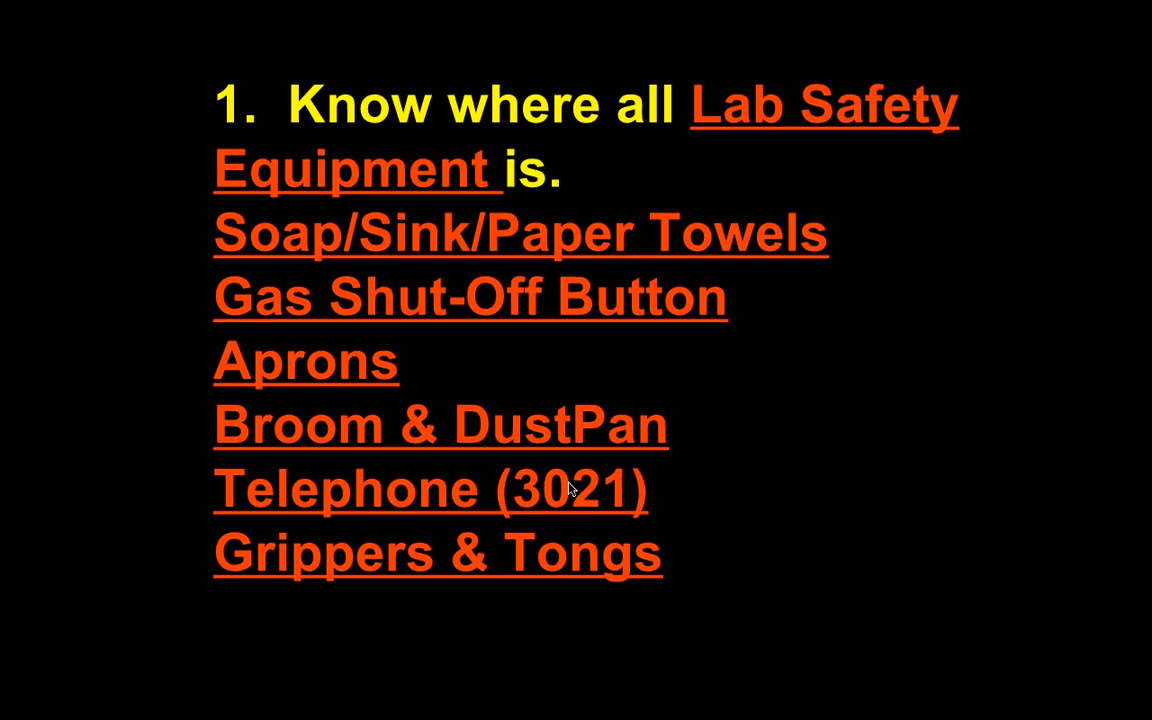 1. Know where all Lab Safety
Equipment is.
Soap/Sink/Paper Towels
Gas Shut-Off Button
Aprons
Broom & DustPan
Telephone (3021)
Grippers & Tongs